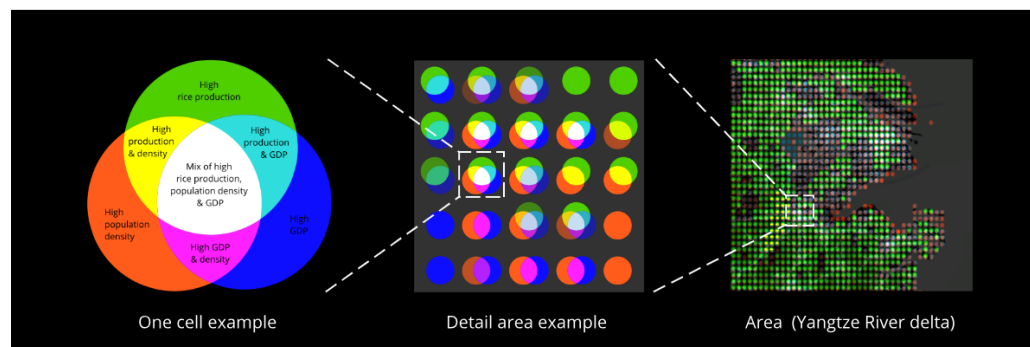 High
rice production
High
production
& density
High
production
& GDP
Mix of high
rice production,
population density
& GDP
High
population
density
High
GDP
High GDP
& density
One cell example
Detail area example
Area (Yangtze River delta)